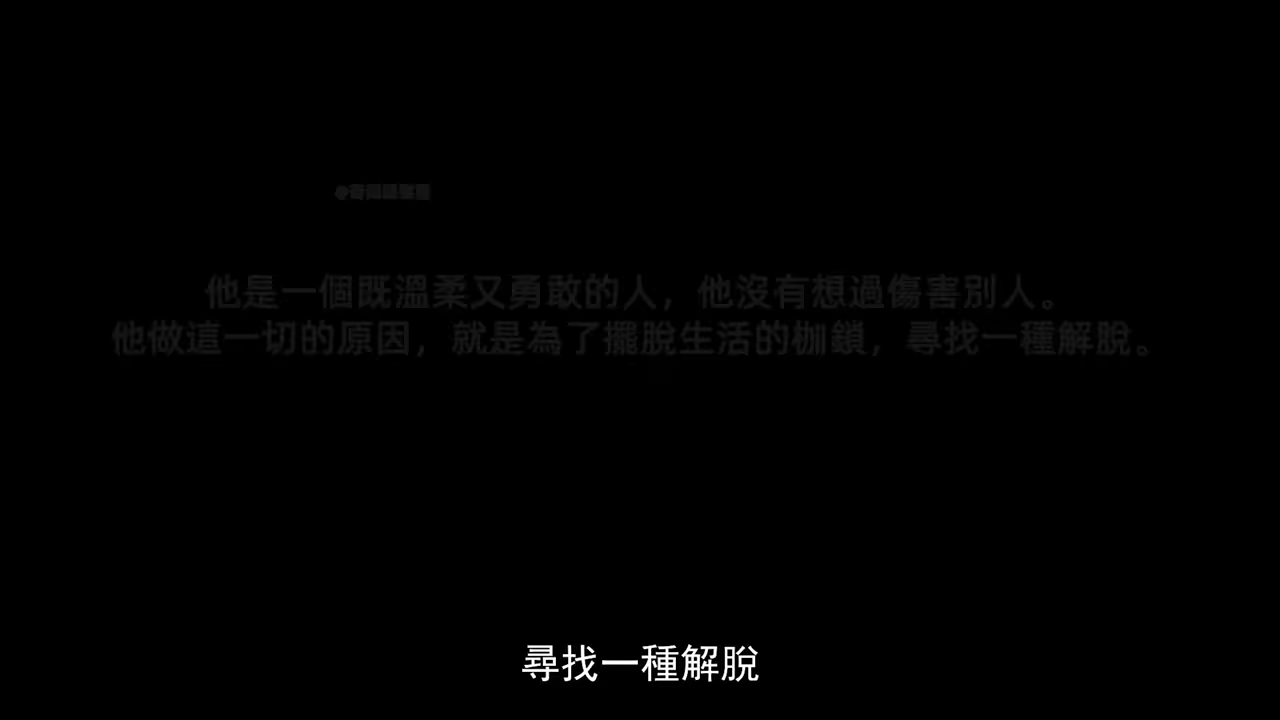 他是一個既溫柔又勇敢的人，他沒有想過傷害別人。
他做這一切的原因，就是為了擺脫生活的枷鎖，尋找一種解脫。
尋找一種解脫